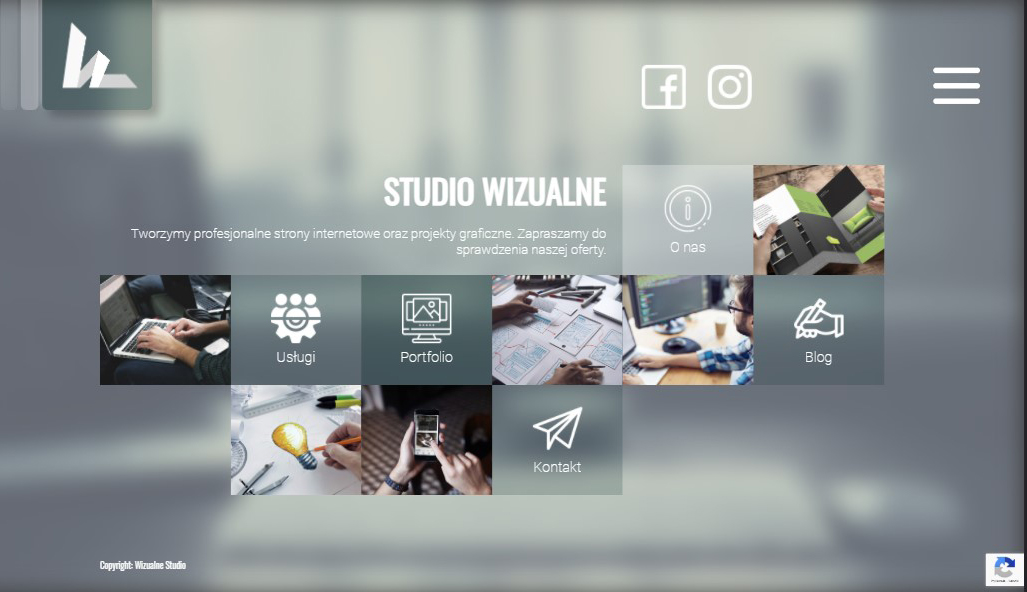 STUDIO WIZUALNE
Tworzymy profesjonalne strony internetowe oraz projekty graficzne. Zapraszamy do
sprawdzenia naszej oferty.
O nas
Usługi
Portfolio
Blog
Kontakt
Copyright: Wizualne Studio